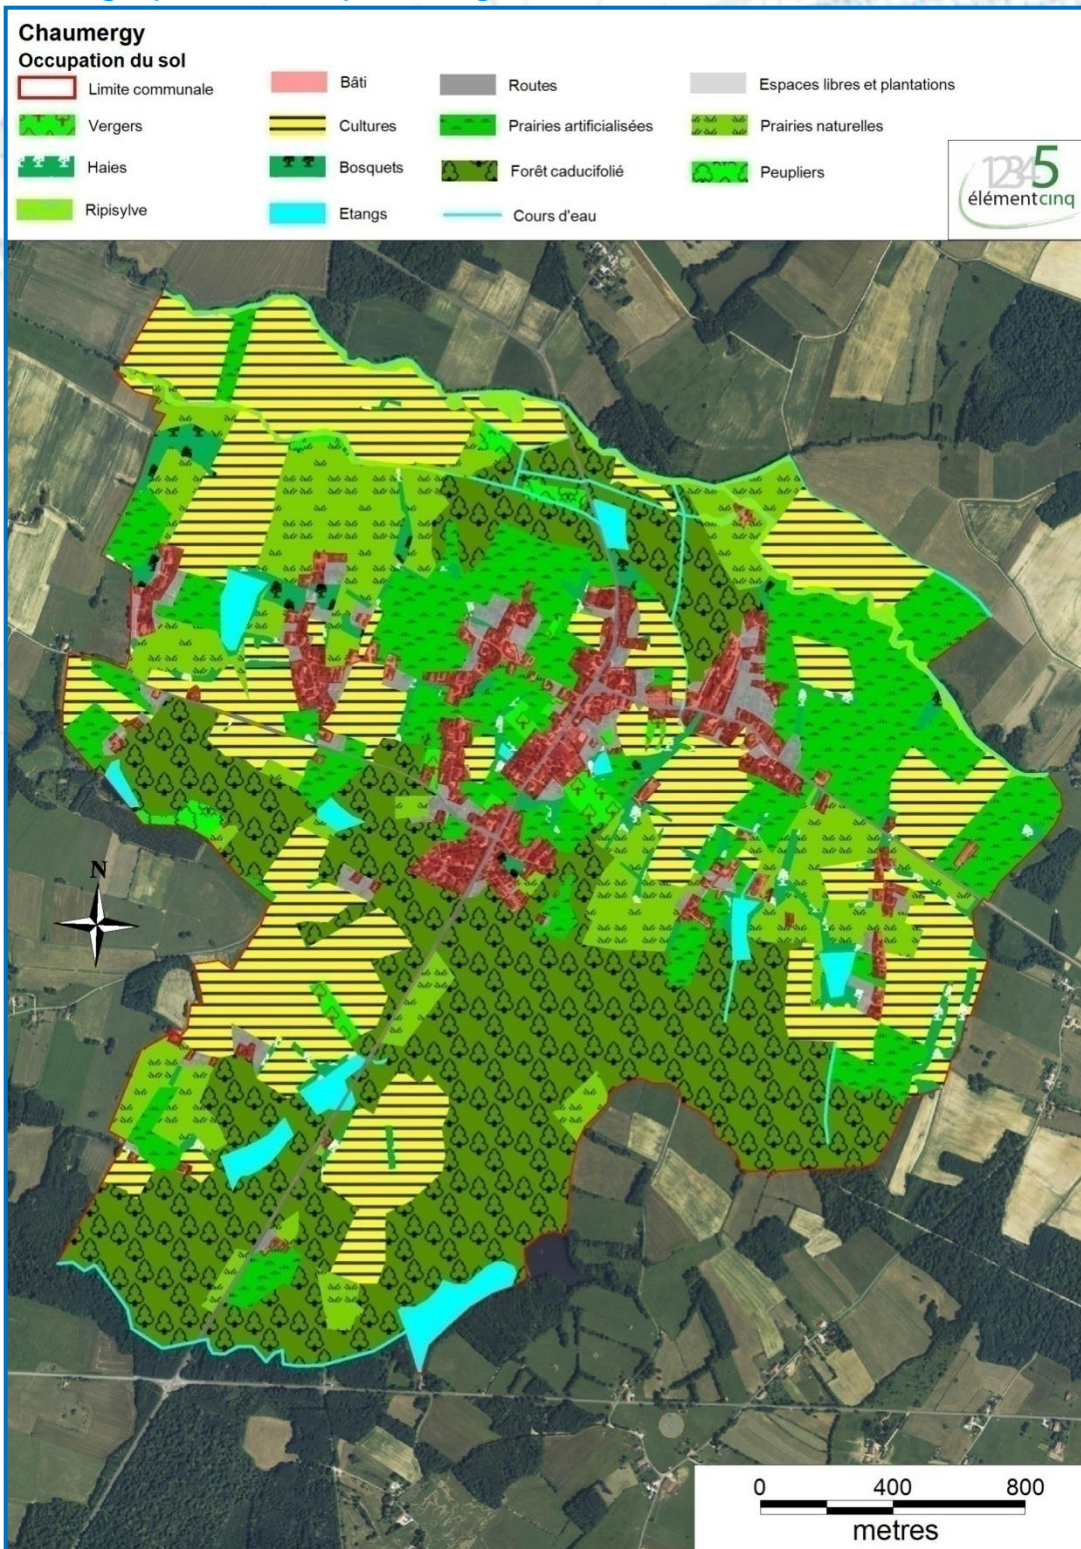 Chaumergy
Occupation du sol
Limite communale
Bâti
Routes
Espaces libres et plantations
Vergers
Cultures
Prairies artificialisées
Prairies naturelles
Haies
Bosquets
Forêt caducifolié
Peupliers
Ripisylve
Etangs
Cours d'eau
12345
élémentcinq
N
0 400 800
metres